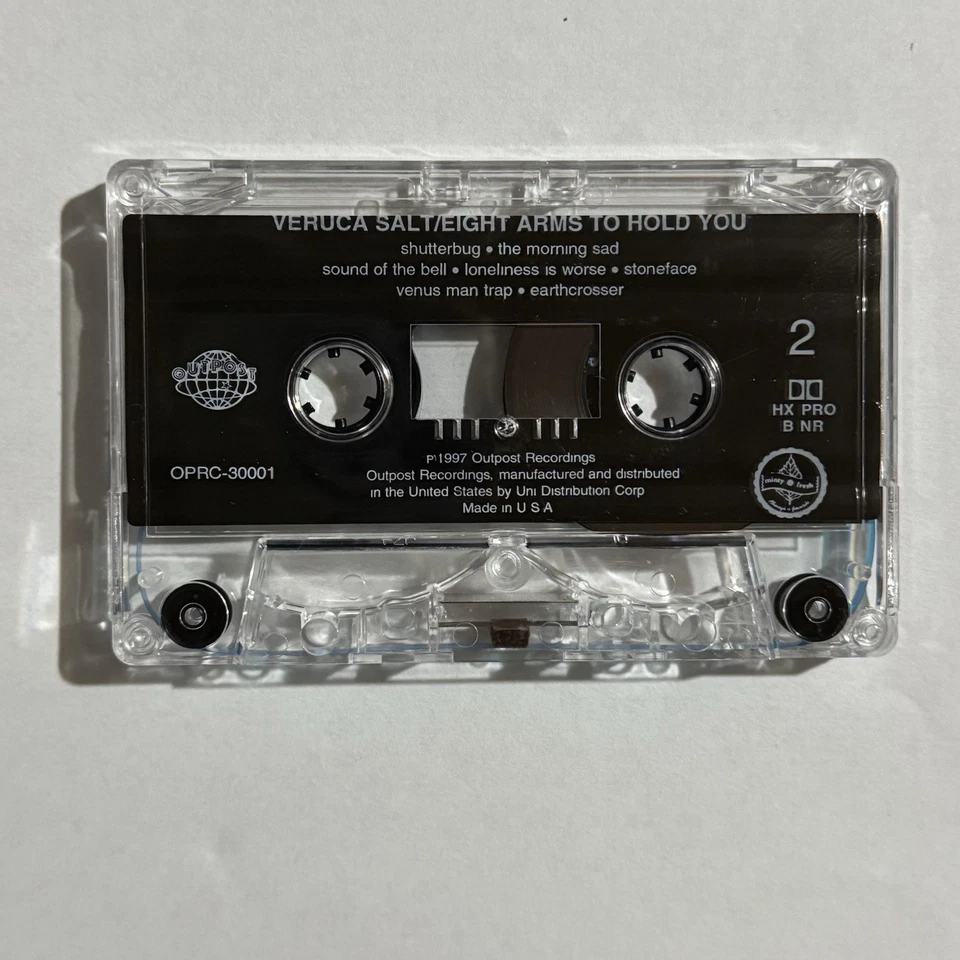 VERUCA SALT/EIGHT ARMS TO HOLD YOU
shutterbug • the morning sad
sound of the bell • loneliness is worse • stoneface
venus man trap • earthcrosser
2
OUTPOST
HX PRO
B NR
OPRC-30001
P 1997 Outpost Recordings
Outpost Recordings, manufactured and distributed
in the United States by Uni Distribution Corp
Made in U S A
minty fresh